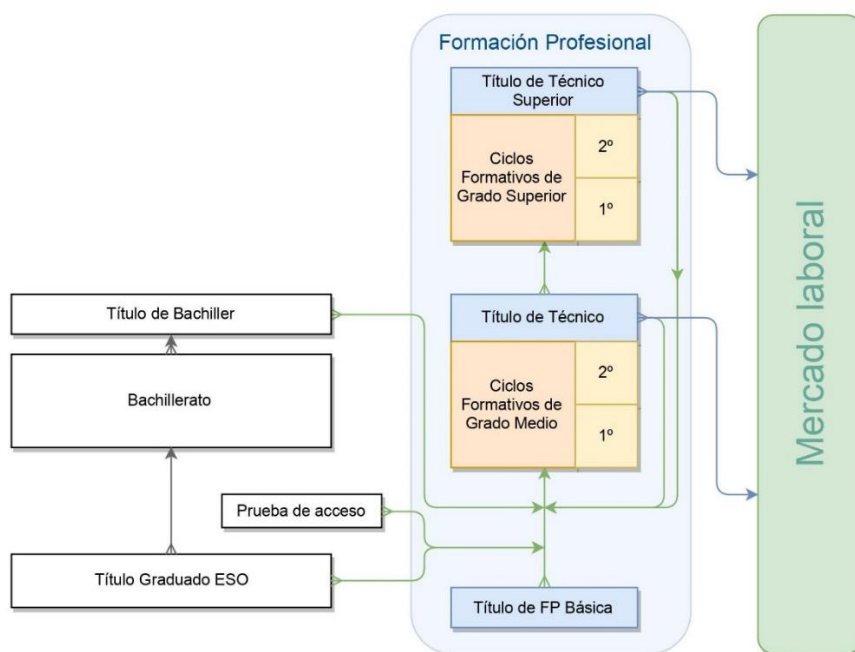 Formación Profesional
Título de Técnico
Superior
Ciclos
Formativos de
Grado Superior
2º
1º
Título de Bachiller
Título de Técnico
Bachillerato
Ciclos
Formativos de
Grado Medio
2º
1º
Prueba de acceso
Título Graduado ESO
Título de FP Básica
Mercado laboral